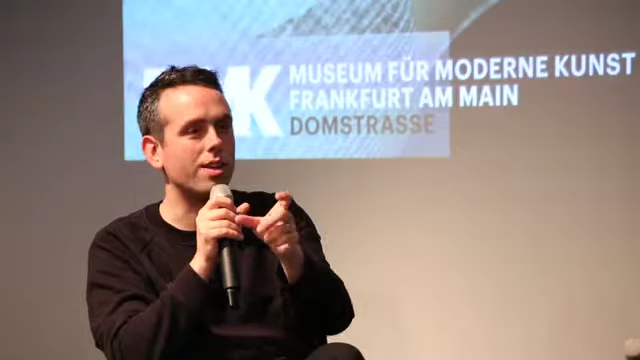 MUSEUM FÜR MODERNE KUNST
FRANKFURT AM MAIN
DOMSTRASSE